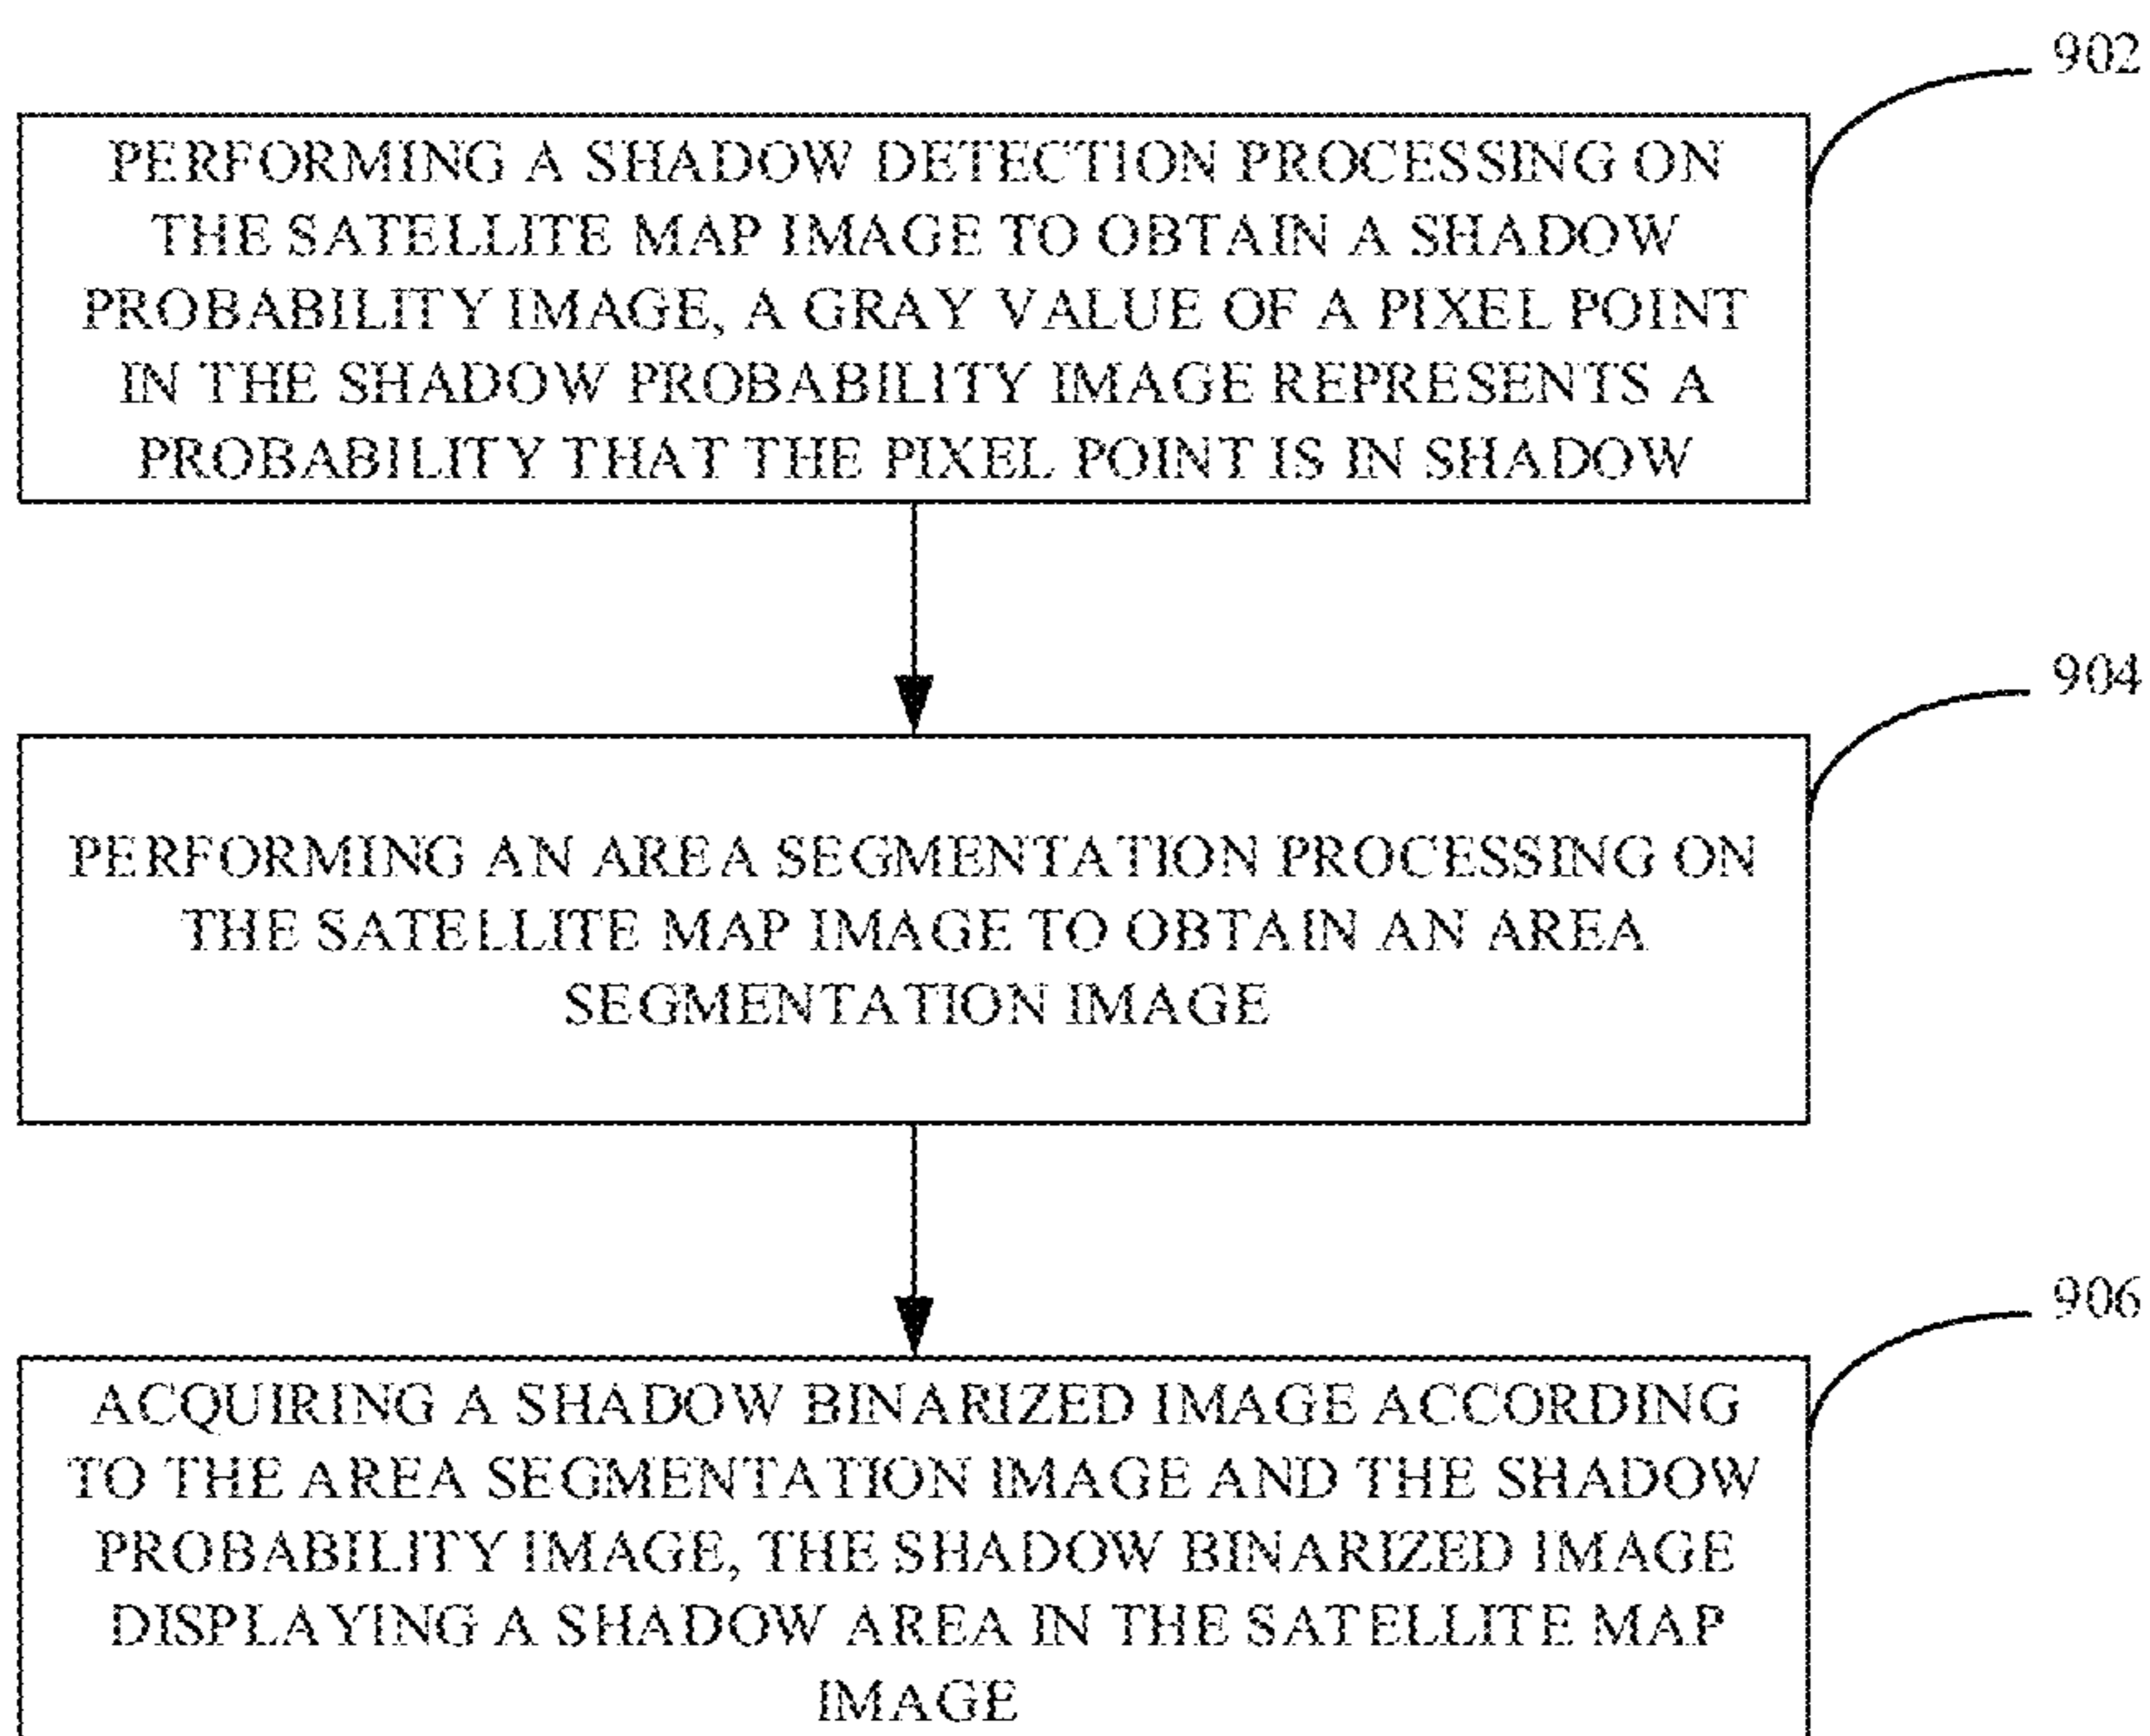 902
PERFORMING A SHADOW DETECTION PROCESSING ON
THE SATELLITE MAP IMAGE TO OBTAIN A SHADOW
PROBABILITY IMAGE, A GRAY VALUE OF A PIXEL POINT
IN THE SHADOW PROBABILITY IMAGE REPRESENTS A
PROBABILITY THAT THE PIXEL POINT IS IN SHADOW
904
PERFORMING AN AREA SEGMENTATION PROCESSING ON
THE SATELLITE MAP IMAGE TO OBTAIN AN AREA
SEGMENTATION IMAGE
906
ACQUIRING A SHADOW BINARIZED IMAGE ACCORDING
TO THE AREA SEGMENTATION IMAGE AND THE SHADOW
PROBABILITY IMAGE, THE SHADOW BINARIZED IMAGE
DISPLAYING A SHADOW AREA IN THE SATELLITE MAP
IMAGE